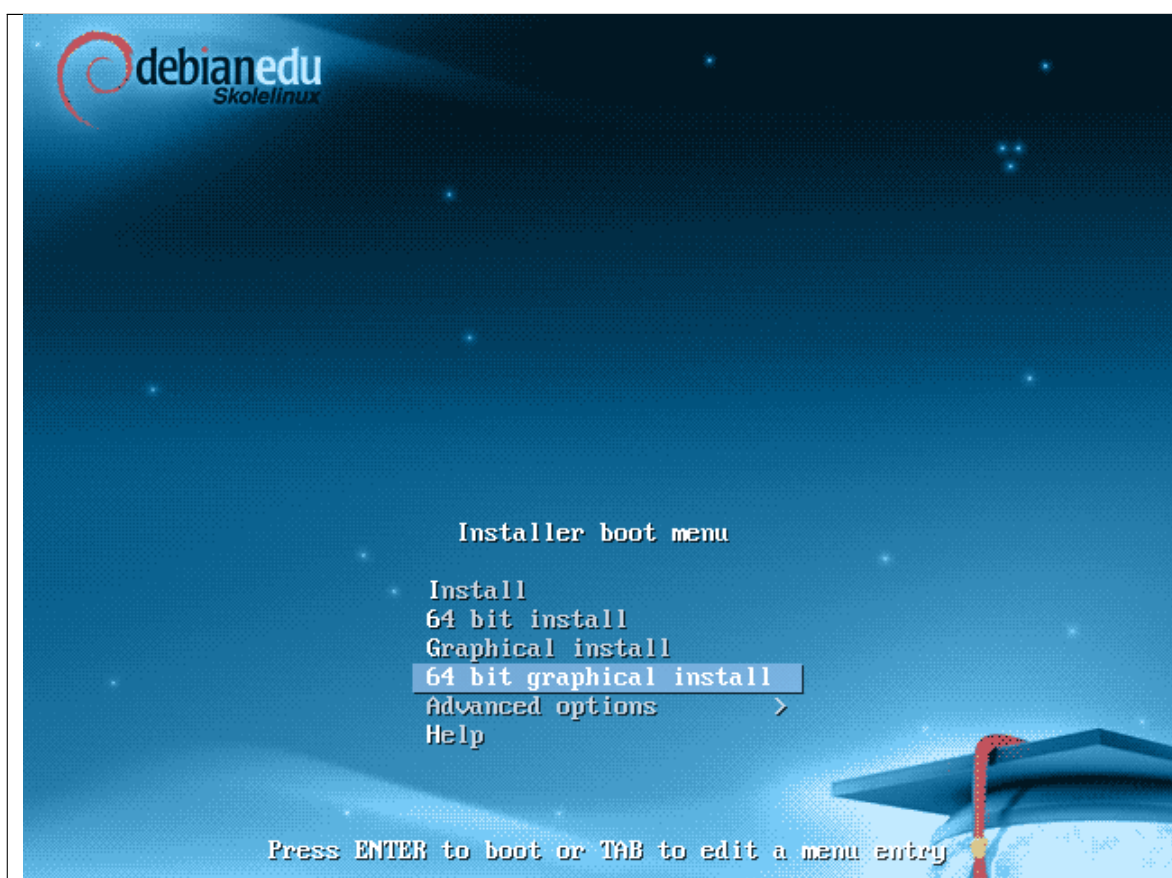 debianedu
Skolelinux
Installer boot menu
Install
64 bit install
Graphical install
64 bit graphical install
Advanced options >
Help
Press ENTER to boot or TAB to edit a menu entry